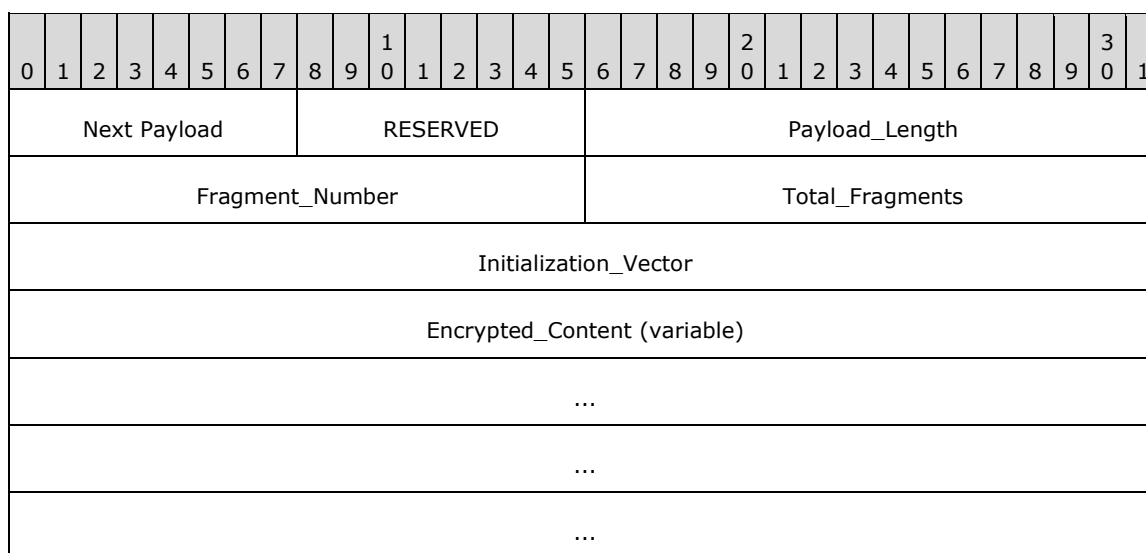 1 2 3
0 1 2 3 4 5 6 7 8 9 0 1 2 3 4 5 6 7 8 9 0 1 2 3 4 5 6 7 8 9 0 1
Next Payload RESERVED Payload_Length
Fragment_Number Total_Fragments
Initialization_Vector
Encrypted_Content (variable)
...
...
...